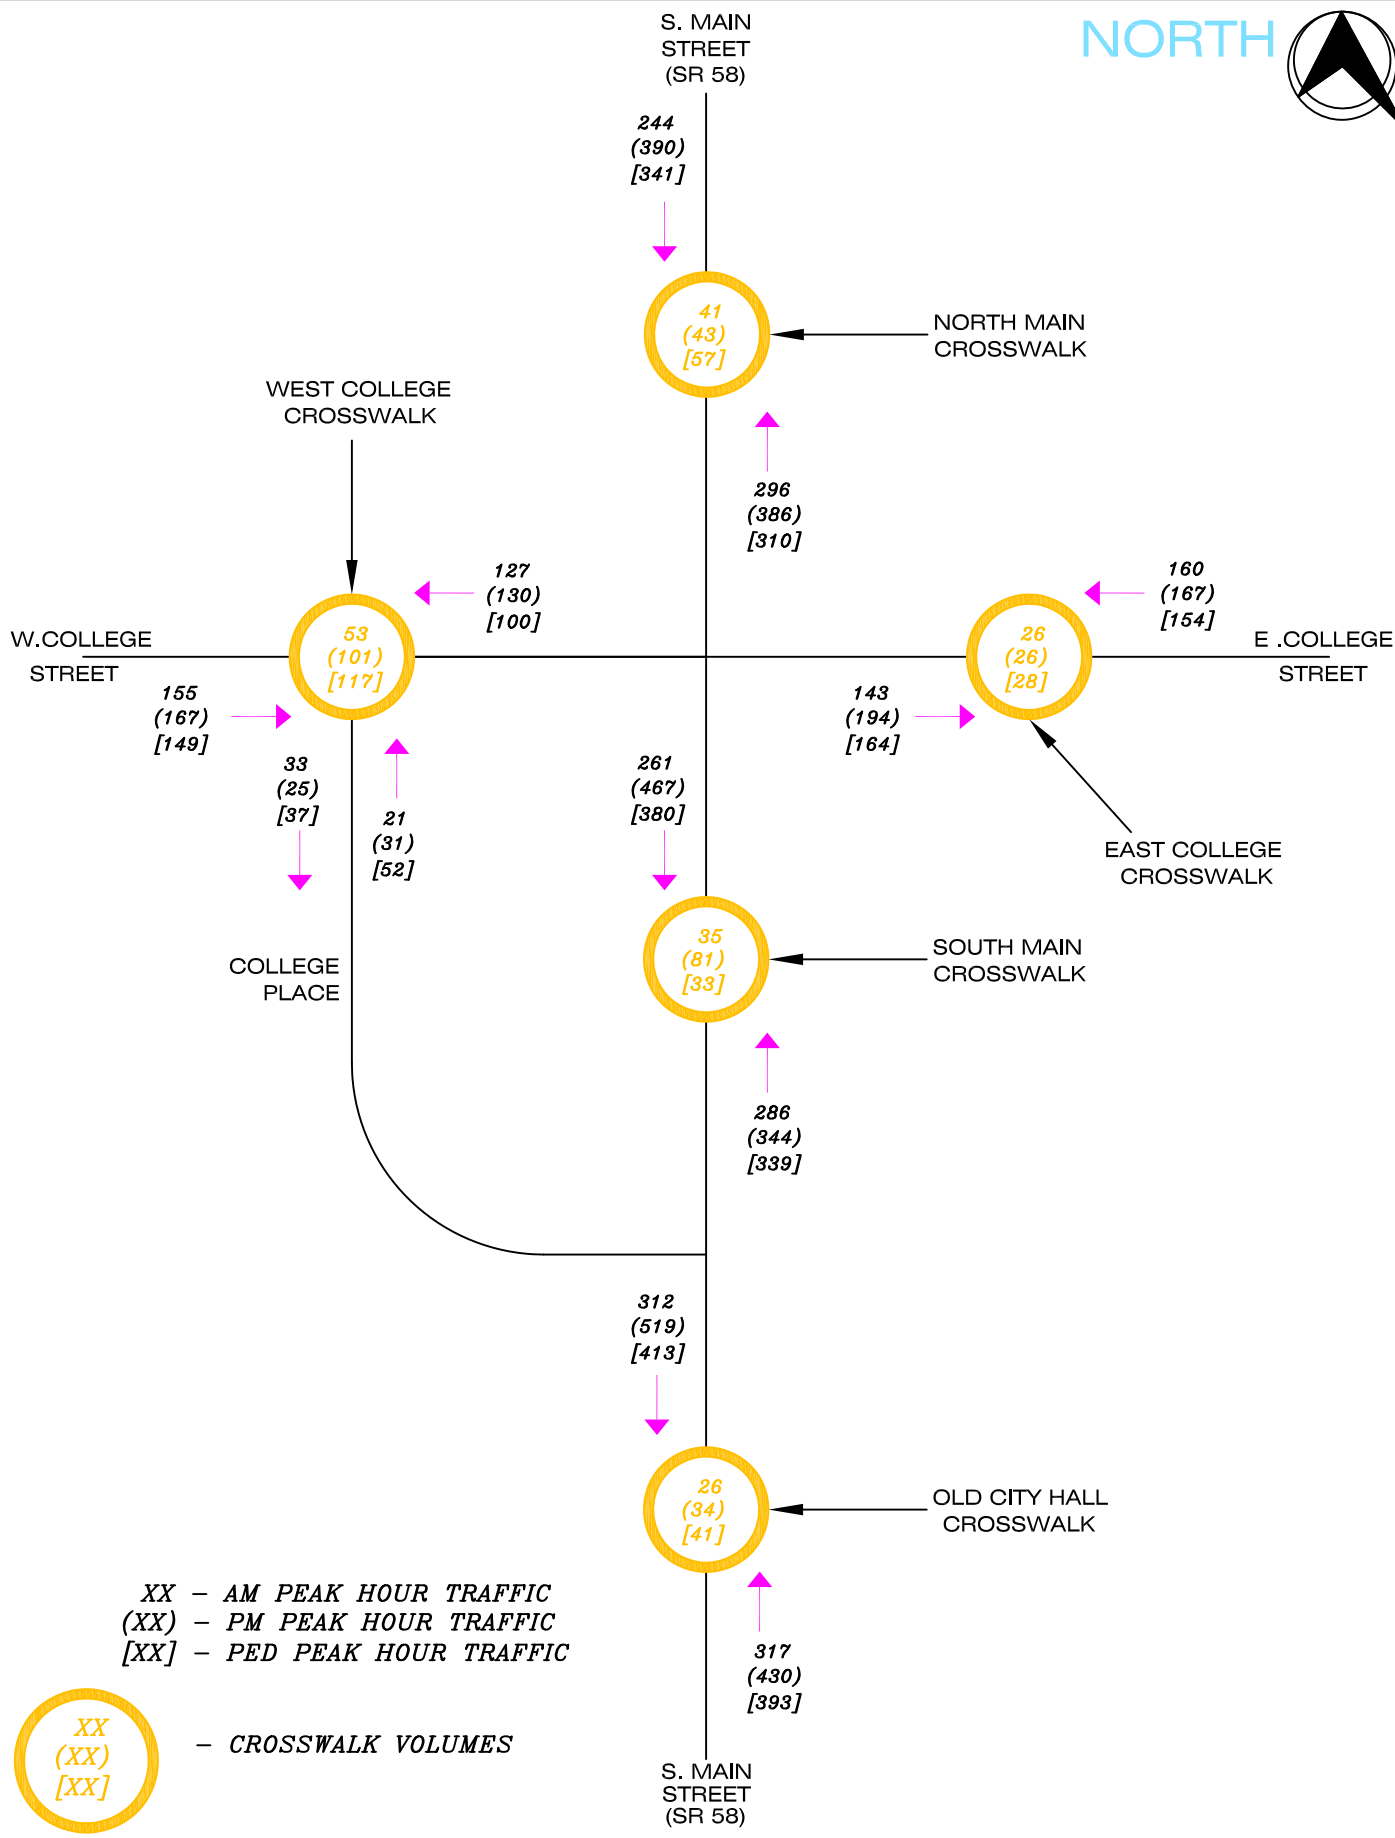 S. MAIN
STREET
(SR 58)
NORTH
244
(390)
[341]
41
(43)
[57]
NORTH MAIN
CROSSWALK
WEST COLLEGE
CROSSWALK
296
(386)
[310]
127
(130)
[100]
160
(167)
[154]
W.COLLEGE
STREET
53
(101)
[117]
26
(26)
[28]
E .COLLEGE
STREET
155
(167)
[149]
143
(194)
[164]
33
(25)
[37]
21
(31)
[52]
261
(467)
[380]
EAST COLLEGE
CROSSWALK
COLLEGE
PLACE
35
(81)
[33]
SOUTH MAIN
CROSSWALK
286
(344)
[339]
312
(519)
[413]
26
(34)
[41]
OLD CITY HALL
CROSSWALK
XX - AM PEAK HOUR TRAFFIC
(XX) - PM PEAK HOUR TRAFFIC
[XX] - PED PEAK HOUR TRAFFIC
317
(430)
[393]
XX
(XX)
[XX]
- CROSSWALK VOLUMES
S. MAIN
STREET
(SR 58)